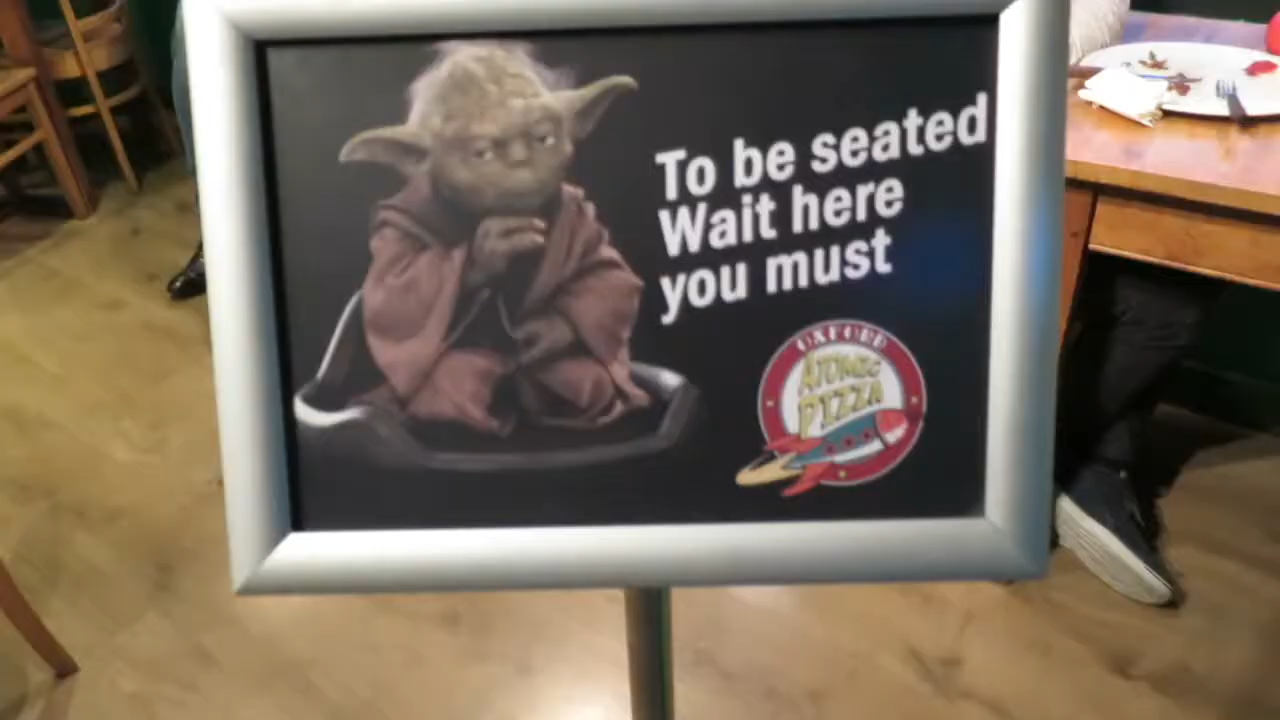 To be seated
Wait here
you must
OXFORD
ATOMIC
PIZZA